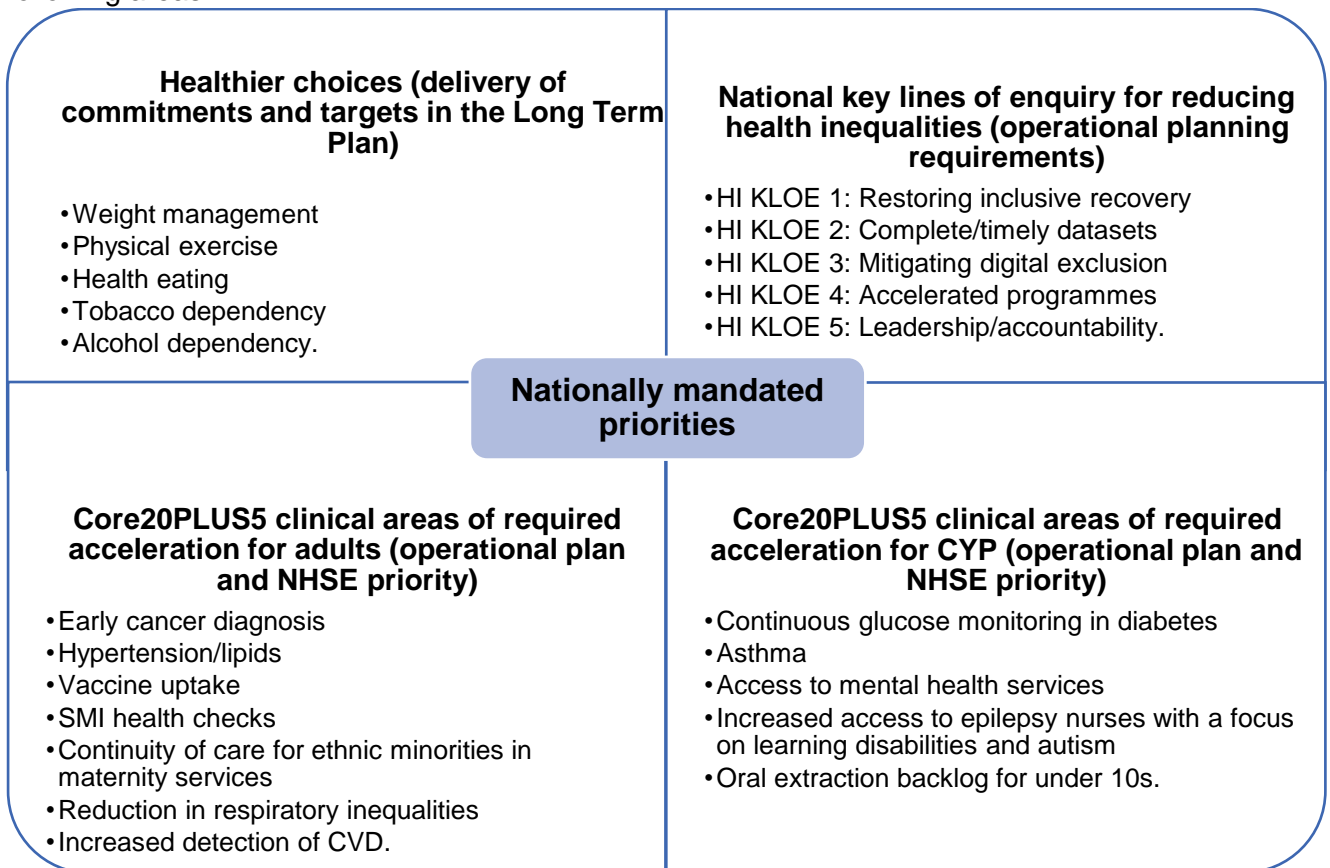 Healthier choices (delivery of
commitments and targets in the Long Term
Plan)
•Weight management
•Physical exercise
•Health eating
•Tobacco dependency
•Alcohol dependency.
National key lines of enquiry for reducing
health inequalities (operational planning
requirements)
•HI KLOE 1: Restoring inclusive recovery
•HI KLOE 2: Complete/timely datasets
•HI KLOE 3: Mitigating digital exclusion
•HI KLOE 4: Accelerated programmes
•HI KLOE 5: Leadership/accountability.
Nationally mandated
priorities
Core20PLUS5 clinical areas of required
acceleration for adults (operational plan
and NHSE priority)
•Early cancer diagnosis
•Hypertension/lipids
•Vaccine uptake
•SMI health checks
•Continuity of care for ethnic minorities in
maternity services
•Reduction in respiratory inequalities
•Increased detection of CVD.
Core20PLUS5 clinical areas of required
acceleration for CYP (operational plan and
NHSE priority)
•Continuous glucose monitoring in diabetes
•Asthma
•Access to mental health services
•Increased access to epilepsy nurses with a focus
on learning disabilities and autism
•Oral extraction backlog for under 10s.